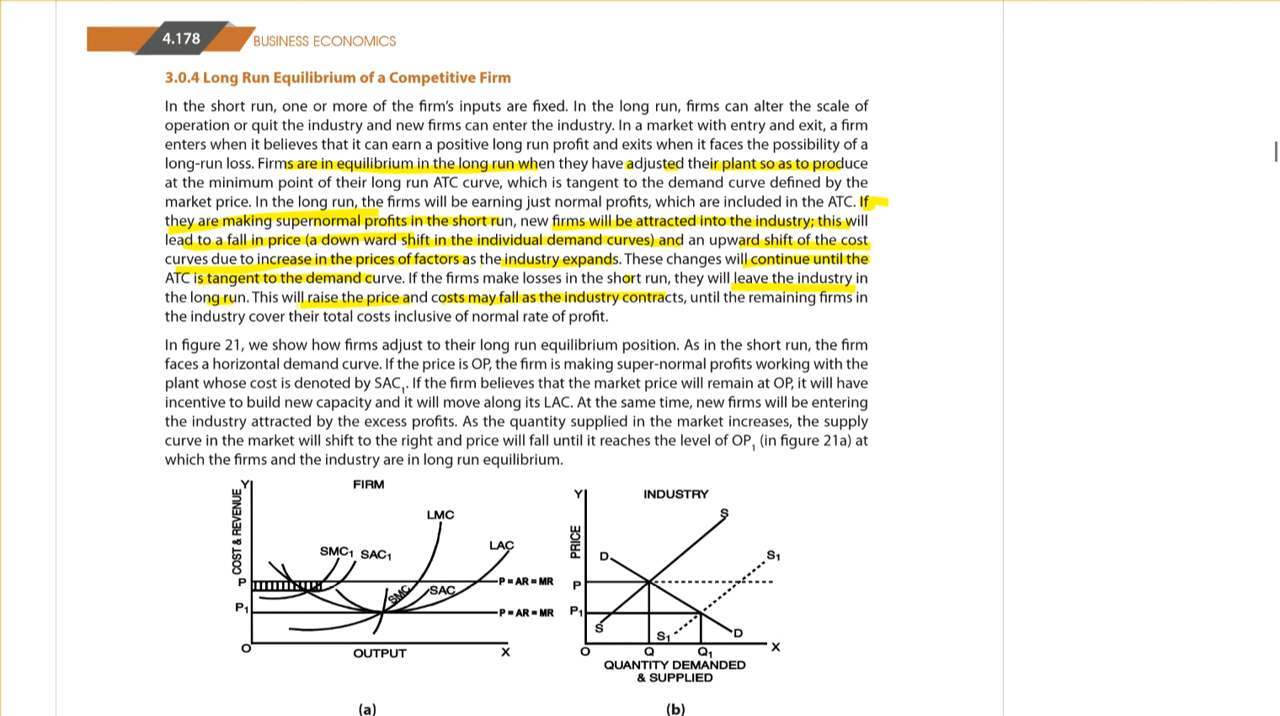 4.178 BUSINESS ECONOMICS
3.0.4 Long Run Equilibrium of a Competitive Firm
In the short run, one or more of the firm's inputs are fixed. In the long run, firms can alter the scale of
operation or quit the industry and new firms can enter the industry. In a market with entry and exit, a firm
enters when it believes that it can earn a positive long run profit and exits when it faces the possibility of a
long-run loss. Firms are in equilibrium in the long run when they have adjusted their plant so as to produce
at the minimum point of their long run ATC curve, which is tangent to the demand curve defined by the
market price. In the long run, the firms will be earning just normal profits, which are included in the ATC. If
they are making supernormal profits in the short run, new firms will be attracted into the industry; this will
lead to a fall in price (a down ward shift in the individual demand curves) and an upward shift of the cost
curves due to increase in the prices of factors as the industry expands. These changes will continue until the
ATC is tangent to the demand curve. If the firms make losses in the short run, they will leave the industry in
the long run. This will raise the price and costs may fall as the industry contracts, until the remaining firms in
the industry cover their total costs inclusive of normal rate of profit.
In figure 21, we show how firms adjust to their long run equilibrium position. As in the short run, the firm
faces a horizontal demand curve. If the price is OP, the firm is making super-normal profits working with the
plant whose cost is denoted by SAC₁. If the firm believes that the market price will remain at OP, it will have
incentive to build new capacity and it will move along its LAC. At the same time, new firms will be entering
the industry attracted by the excess profits. As the quantity supplied in the market increases, the supply
curve in the market will shift to the right and price will fall until it reaches the level of OP₁ (in figure 21a) at
which the firms and the industry are in long run equilibrium.
Y FIRM
COST & REVENUE
LMC
SMC₁ SAC₁
LAC
P
P = AR = MR
SMC
SAC
P₁
P = AR = MR
O
OUTPUT
X
(a)
Y INDUSTRY
PRICE
S
D
S₁
P
P₁
S
S₁
D
O
Q
Q₁
X
QUANTITY DEMANDED
& SUPPLIED
(b)